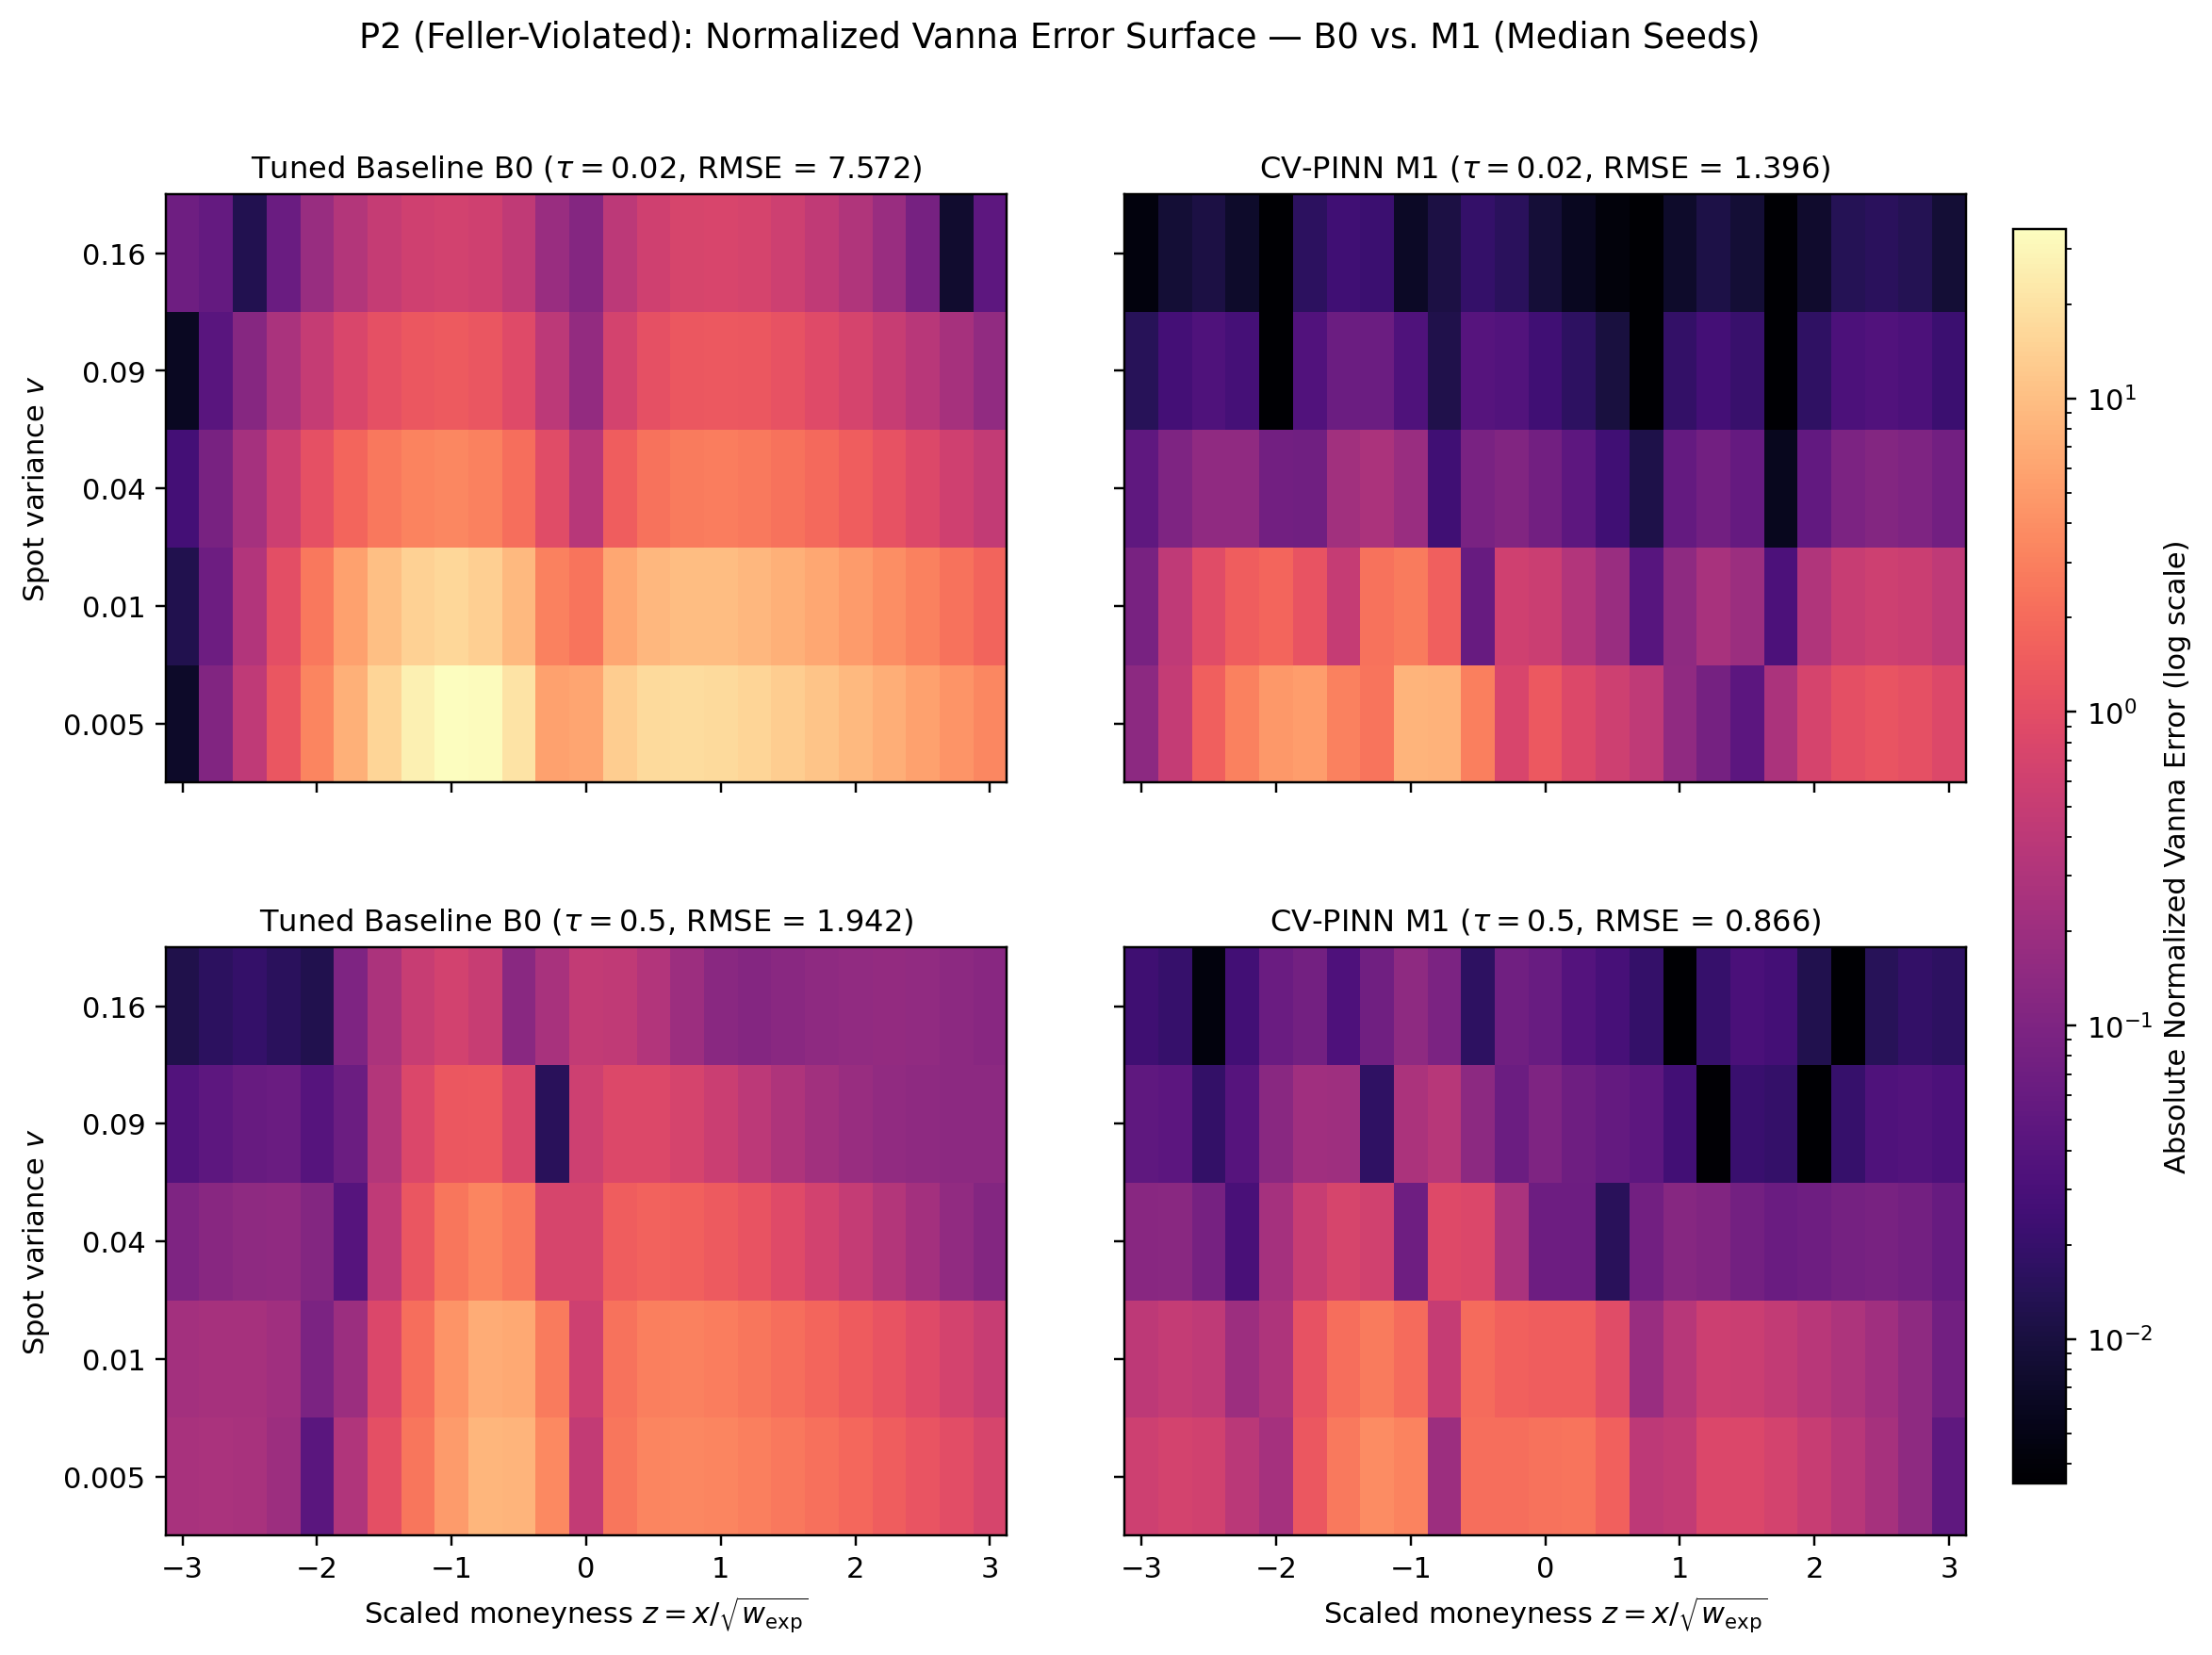 P2 (Feller-Violated): Normalized Vanna Error Surface — B0 vs. M1 (Median Seeds)
Tuned Baseline B0 (τ = 0.02, RMSE = 7.572)
CV-PINN M1 (τ = 0.02, RMSE = 1.396)
Spot variance v
0.16
0.09
0.04
0.01
0.005
Tuned Baseline B0 (τ = 0.5, RMSE = 1.942)
CV-PINN M1 (τ = 0.5, RMSE = 0.866)
Spot variance v
0.16
0.09
0.04
0.01
0.005
−3 −2 −1 0 1 2 3
−3 −2 −1 0 1 2 3
Scaled moneyness z = x/√w_exp
Scaled moneyness z = x/√w_exp
10¹
10⁰
10⁻¹
10⁻²
Absolute Normalized Vanna Error (log scale)